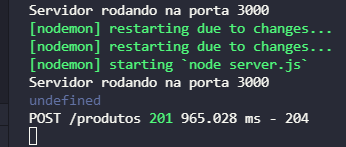 Servidor rodando na porta 3000
[nodemon] restarting due to changes...
[nodemon] restarting due to changes...
[nodemon] starting `node server.js`
Servidor rodando na porta 3000
undefined
POST /produtos 201 965.028 ms - 204